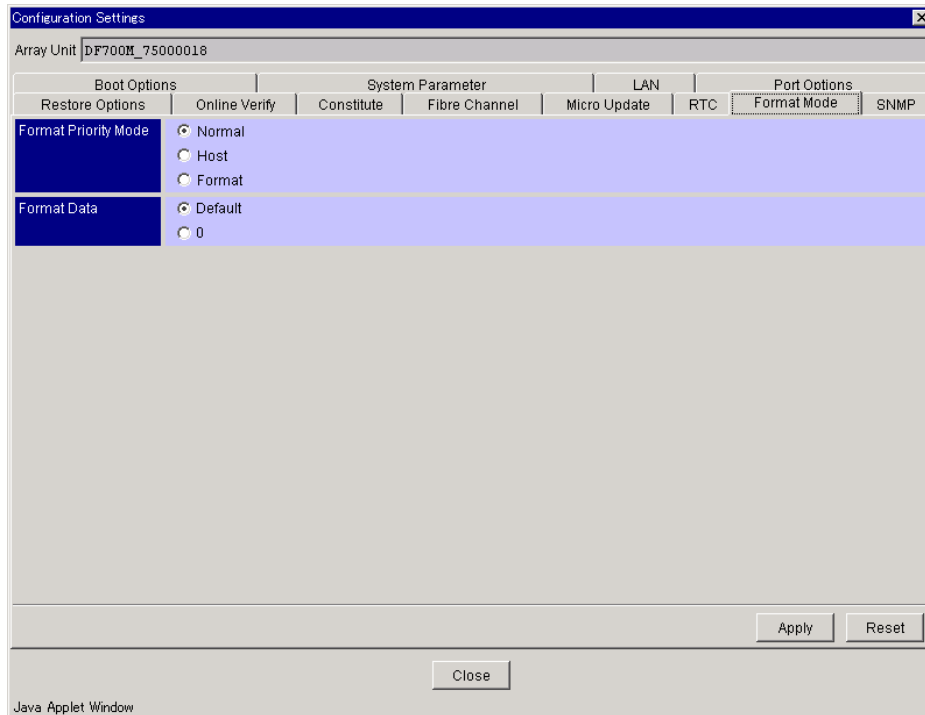 Configuration Settings
Array Unit DF700M_75000018
Boot Options System Parameter LAN Port Options
Restore Options Online Verify Constitute Fibre Channel Micro Update RTC Format Mode SNMP
Format Priority Mode Normal
Host
Format
Format Data Default
0
Apply Reset
Close
Java Applet Window